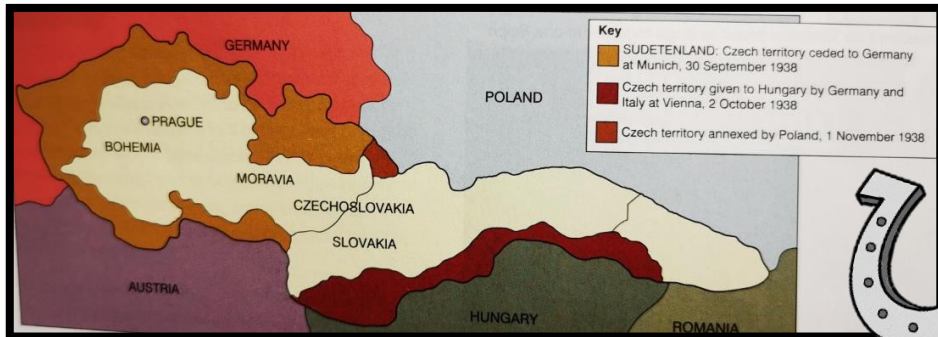 GERMANY
POLAND
PRAGUE
BOHEMIA
MORAVIA
CZECHOSLOVAKIA
SLOVAKIA
AUSTRIA
HUNGARY
ROMANIA
Key
SUDETENLAND: Czech territory ceded to Germany
at Munich, 30 September 1938
Czech territory given to Hungary by Germany and
Italy at Vienna, 2 October 1938
Czech territory annexed by Poland, 1 November 1938